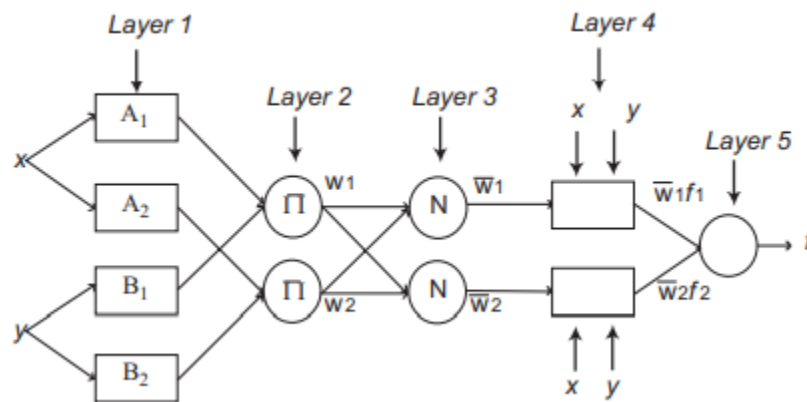 Layer 1
Layer 2
Layer 3
Layer 4
Layer 5
x
y
A1
A2
B1
B2
Π
Π
w1
w2
N
N
w̅1
w̅2
x y
x y
w̅1f1
w̅2f2